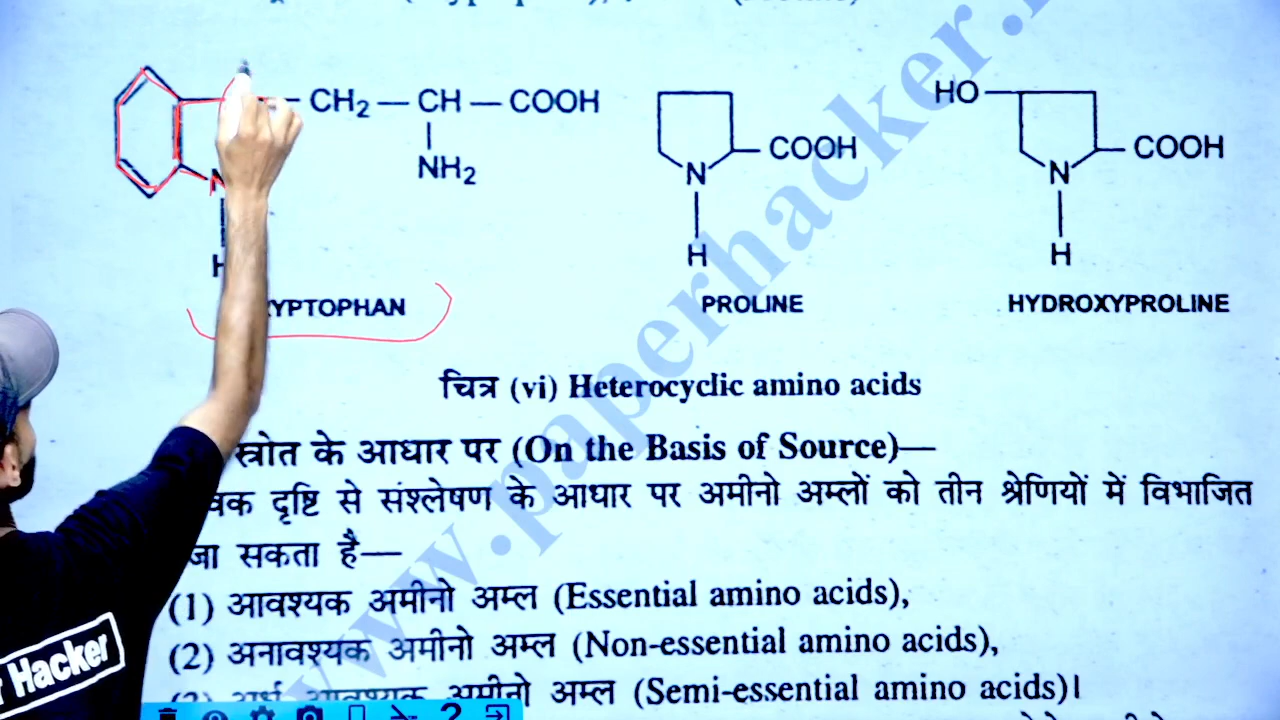 CH₂ — CH — COOH
NH₂
N
H
YPTOPHAN
COOH
N
H
PROLINE
HO
COOH
N
H
HYDROXYPROLINE
चित्र (vi) Heterocyclic amino acids
स्त्रोत के आधार पर (On the Basis of Source)—
दृष्टि से संश्लेषण के आधार पर अमीनो अम्लों को तीन श्रेणियों में विभाजित
जा सकता है—
(1) आवश्यक अमीनो अम्ल (Essential amino acids),
(2) अनावश्यक अमीनो अम्ल (Non-essential amino acids),
अमीनो अम्ल (Semi-essential amino acids)।
www.paperhacker.
Hacker